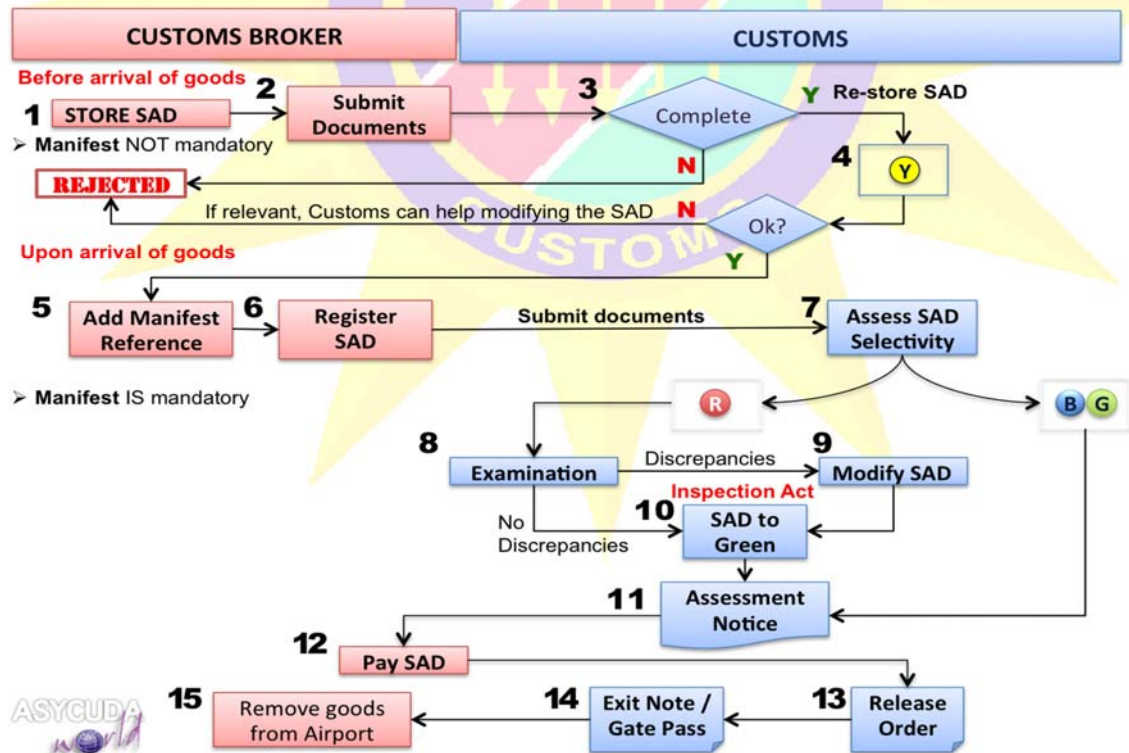 CUSTOMS BROKER
CUSTOMS
Before arrival of goods
1
STORE SAD
2
Submit
Documents
3
Complete
Y
Re-store SAD
➢ Manifest NOT mandatory
4
Y
N
REJECTED
If relevant, Customs can help modifying the SAD
N
Ok?
CUSTOMS
Y
Upon arrival of goods
5
Add Manifest
Reference
6
Register
SAD
Submit documents
7
Assess SAD
Selectivity
➢ Manifest IS mandatory
R
B G
8
Examination
Discrepancies
9
Modify SAD
Inspection Act
No
Discrepancies
10
SAD to
Green
11
Assessment
Notice
12
Pay SAD
15
Remove goods
from Airport
14
Exit Note /
Gate Pass
13
Release
Order
ASYCUDA
world